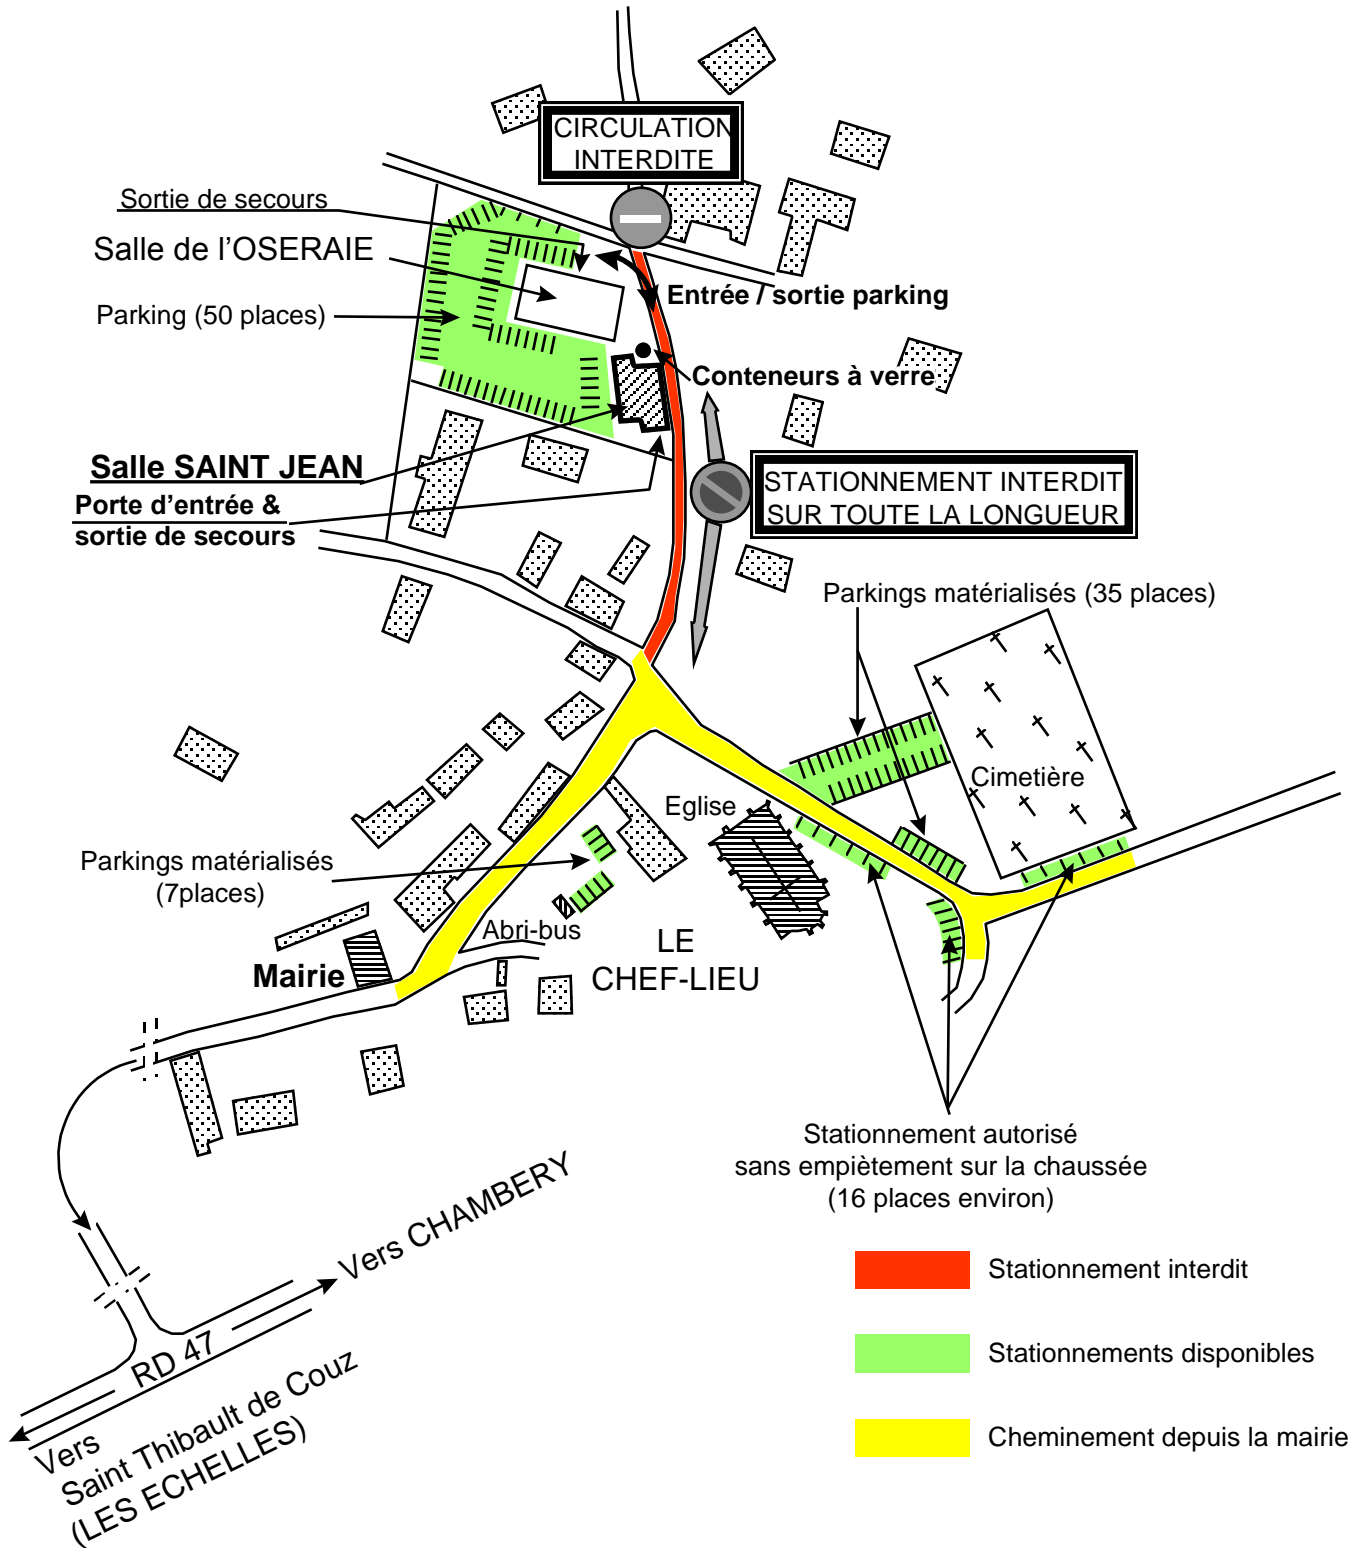 CIRCULATION
INTERDITE
Sortie de secours
Salle de l'OSERAIE
Entrée / sortie parking
Parking (50 places)
Conteneurs à verre
Salle SAINT JEAN
Porte d'entrée &
sortie de secours
STATIONNEMENT INTERDIT
SUR TOUTE LA LONGUEUR
Parkings matérialisés (35 places)
Cimetière
Eglise
Parkings matérialisés
(7places)
Abri-bus
LE
CHEF-LIEU
Mairie
Stationnement autorisé
sans empiètement sur la chaussée
(16 places environ)
Vers CHAMBERY
RD 47
Vers
Saint Thibault de Couz
(LES ECHELLES)
Stationnement interdit
Stationnements disponibles
Cheminement depuis la mairie